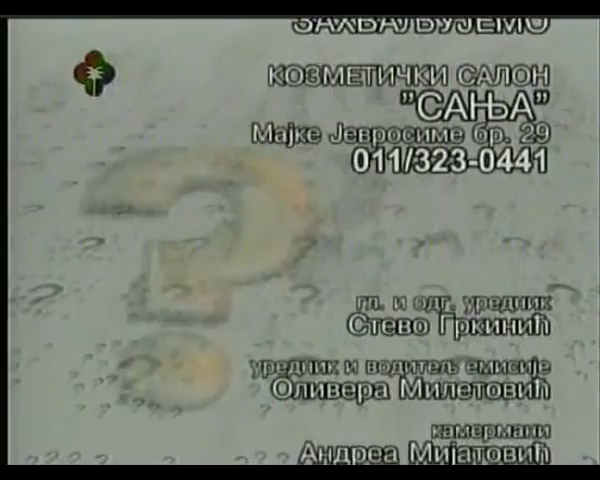 ЗАХВАЉУЈЕМО
КОЗМЕТИЧКИ САЛОН
”САЊА”
Мајке Јевросиме бр. 29
011/323-0441
гл. и одг. уредник
Стево Гркинић
уредник и водитељ емисије
Оливера Милетовић
камермани
Андреа Мијатовић